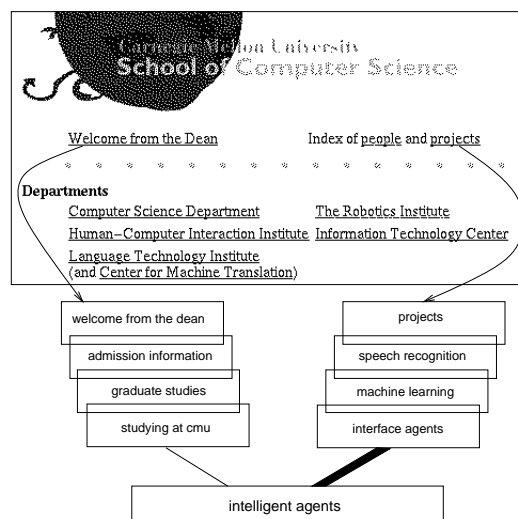 Carnegie Mellon University
School of Computer Science
Welcome from the Dean
Index of people and projects
Departments
Computer Science Department
The Robotics Institute
Human-Computer Interaction Institute
Information Technology Center
Language Technology Institute
(and Center for Machine Translation)
welcome from the dean
projects
admission information
speech recognition
graduate studies
machine learning
studying at cmu
interface agents
intelligent agents